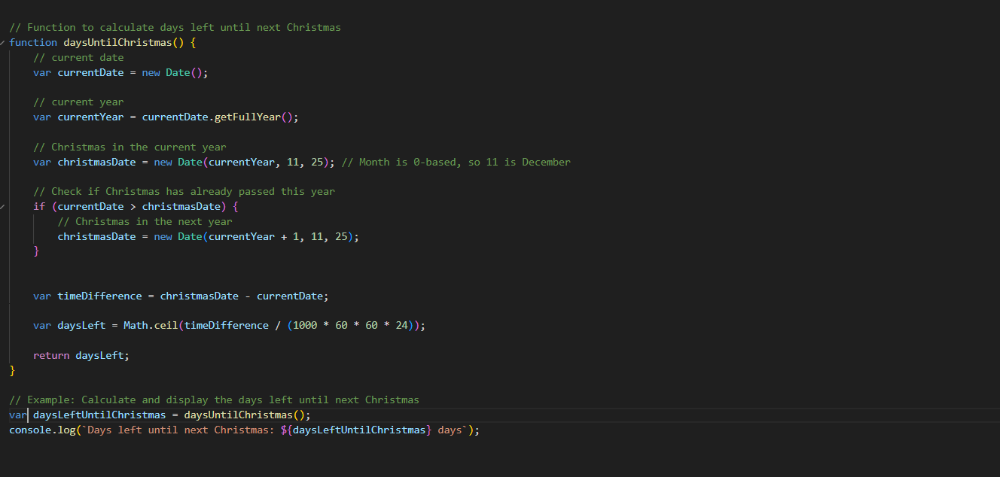 // Function to calculate days left until next Christmas
function daysUntilChristmas() {
    // current date
    var currentDate = new Date();

    // current year
    var currentYear = currentDate.getFullYear();

    // Christmas in the current year
    var christmasDate = new Date(currentYear, 11, 25); // Month is 0-based, so 11 is December

    // Check if Christmas has already passed this year
    if (currentDate > christmasDate) {
        // Christmas in the next year
        christmasDate = new Date(currentYear + 1, 11, 25);
    }


    var timeDifference = christmasDate - currentDate;

    var daysLeft = Math.ceil(timeDifference / (1000 * 60 * 60 * 24));

    return daysLeft;
}

// Example: Calculate and display the days left until next Christmas
var daysLeftUntilChristmas = daysUntilChristmas();
console.log(`Days left until next Christmas: ${daysLeftUntilChristmas} days`);